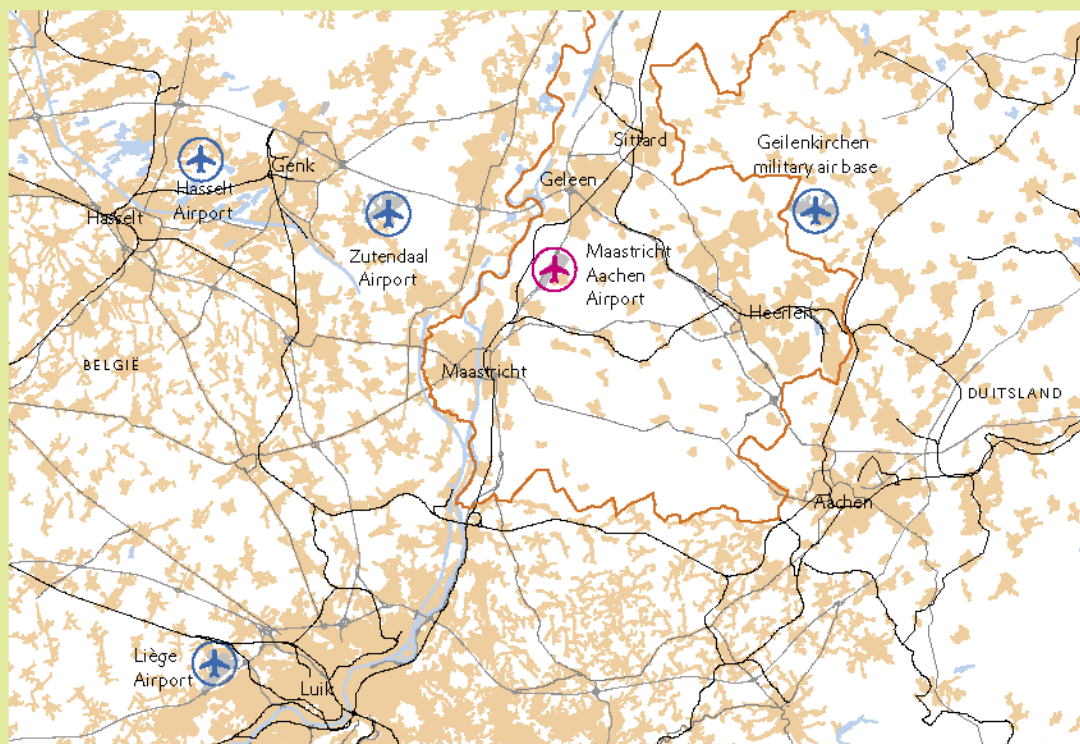 Sittard
Geilenkirchen
military air base
Genk
Geleen
Hasselt
Airport
Hasselt
Zutendaal
Airport
Maastricht
Aachen
Airport
Heerlen
BELGIË
Maastricht
DUITSLAND
Aachen
Liège
Airport
Luik